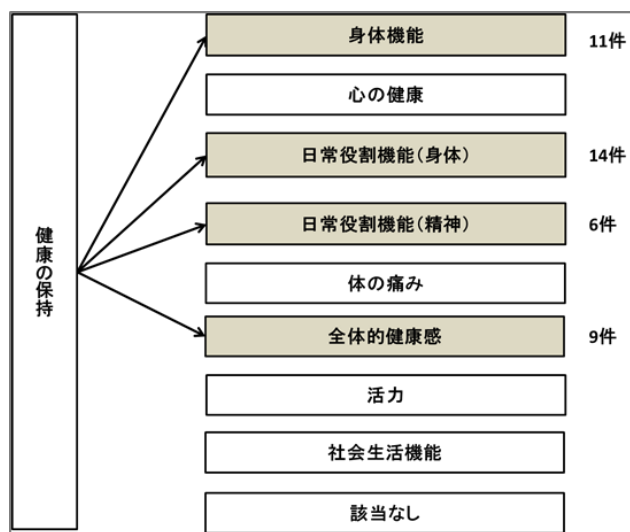 健康の保持
身体機能
11件
心の健康
日常役割機能(身体)
14件
日常役割機能(精神)
6件
体の痛み
全体的健康感
9件
活力
社会生活機能
該当なし